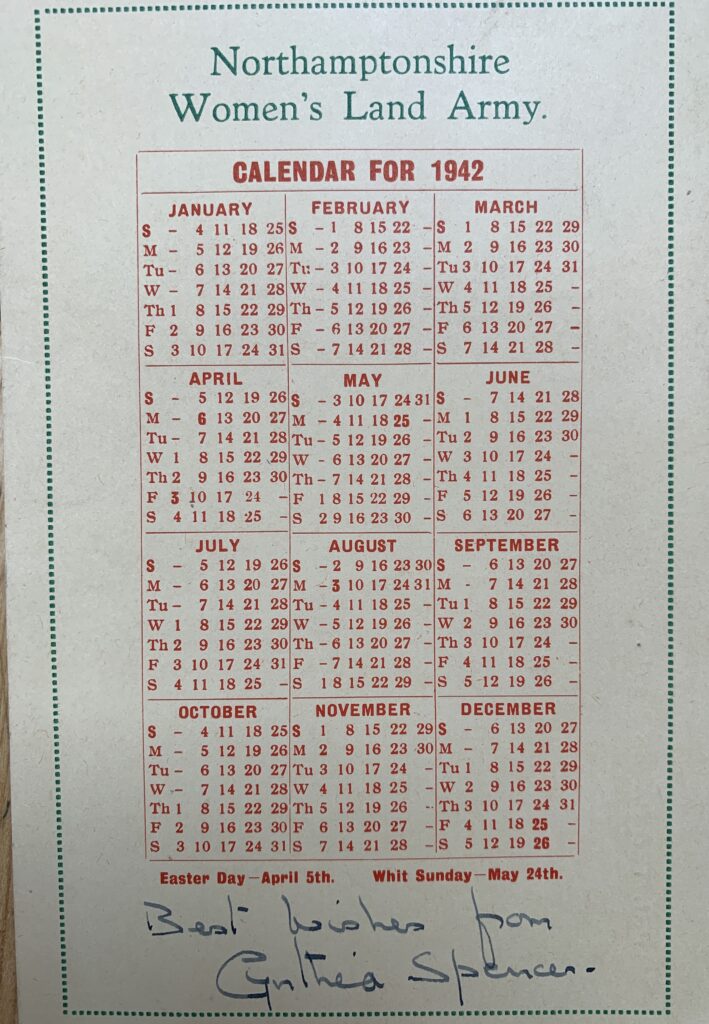 Northamptonshire
Women's Land Army.
CALENDAR FOR 1942
JANUARY
S - 4 11 18 25
M - 5 12 19 26
Tu - 6 13 20 27
W - 7 14 21 28
Th 1 8 15 22 29
F 2 9 16 23 30
S 3 10 17 24 31
FEBRUARY
S - 1 8 15 22 -
M - 2 9 16 23 -
Tu - 3 10 17 24 -
W - 4 11 18 25 -
Th - 5 12 19 26 -
F - 6 13 20 27 -
S - 7 14 21 28 -
MARCH
S 1 8 15 22 29
M 2 9 16 23 30
Tu 3 10 17 24 31
W 4 11 18 25 -
Th 5 12 19 26 -
F 6 13 20 27 -
S 7 14 21 28 -
APRIL
S - 5 12 19 26
M - 6 13 20 27
Tu - 7 14 21 28
W 1 8 15 22 29
Th 2 9 16 23 30
F 3 10 17 24 -
S 4 11 18 25 -
MAY
S - 3 10 17 24 31
M - 4 11 18 25 -
Tu - 5 12 19 26 -
W - 6 13 20 27 -
Th - 7 14 21 28 -
F 1 8 15 22 29 -
S 2 9 16 23 30 -
JUNE
S - 7 14 21 28
M 1 8 15 22 29
Tu 2 9 16 23 30
W 3 10 17 24 -
Th 4 11 18 25 -
F 5 12 19 26 -
S 6 13 20 27 -
JULY
S - 5 12 19 26
M - 6 13 20 27
Tu - 7 14 21 28
W 1 8 15 22 29
Th 2 9 16 23 30
F 3 10 17 24 31
S 4 11 18 25 -
AUGUST
S - 2 9 16 23 30
M - 3 10 17 24 31
Tu - 4 11 18 25 -
W - 5 12 19 26 -
Th - 6 13 20 27 -
F - 7 14 21 28 -
S 1 8 15 22 29 -
SEPTEMBER
S - 6 13 20 27
M - 7 14 21 28
Tu 1 8 15 22 29
W 2 9 16 23 30
Th 3 10 17 24 -
F 4 11 18 25 -
S 5 12 19 26 -
OCTOBER
S - 4 11 18 25
M - 5 12 19 26
Tu - 6 13 20 27
W - 7 14 21 28
Th 1 8 15 22 29
F 2 9 16 23 30
S 3 10 17 24 31
NOVEMBER
S 1 8 15 22 29
M 2 9 16 23 30
Tu 3 10 17 24 -
W 4 11 18 25 -
Th 5 12 19 26 -
F 6 13 20 27 -
S 7 14 21 28 -
DECEMBER
S - 6 13 20 27
M - 7 14 21 28
Tu 1 8 15 22 29
W 2 9 16 23 30
Th 3 10 17 24 31
F 4 11 18 25 -
S 5 12 19 26 -
Easter Day—April 5th. Whit Sunday—May 24th.
Best wishes from
Cynthia Spencer.